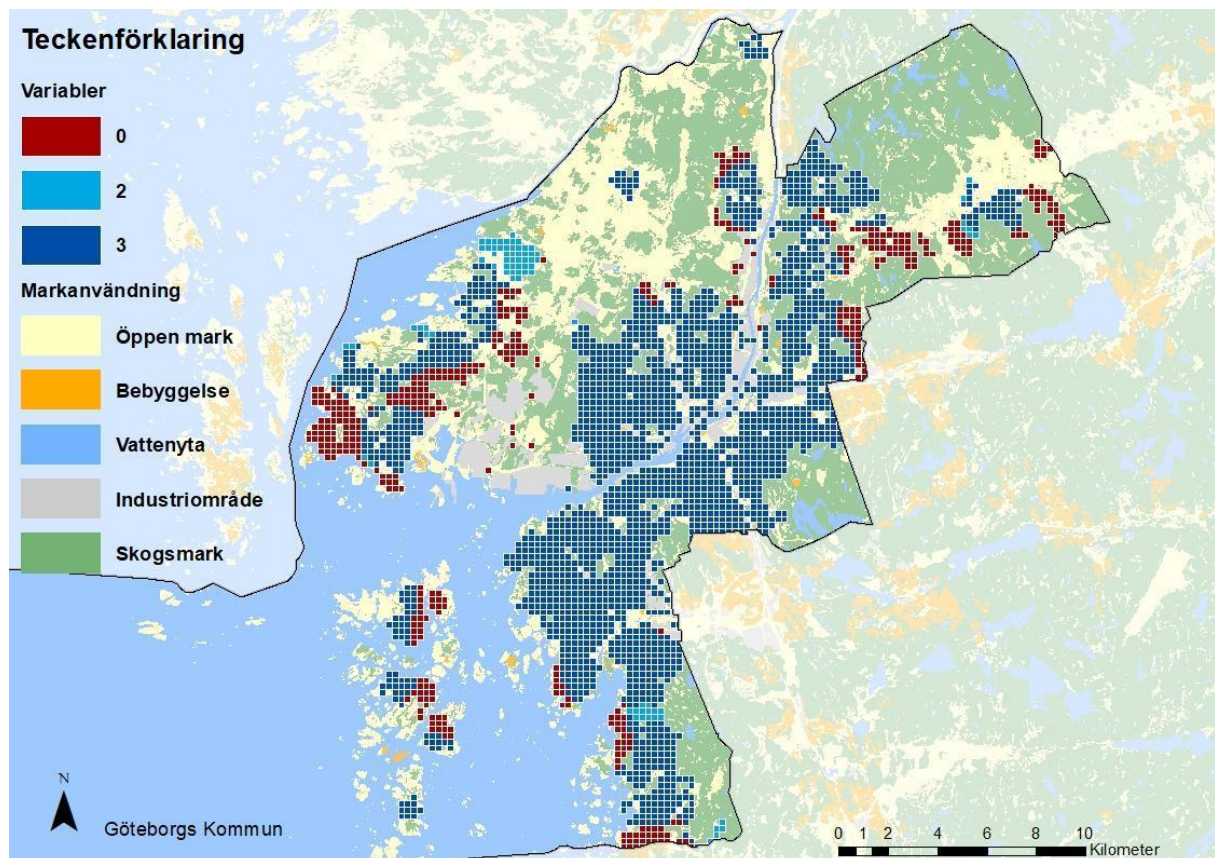 Teckenförklaring
Variabler
0
2
3
Markanvändning
Öppen mark
Bebyggelse
Vattenyta
Industriområde
Skogsmark
N
Göteborgs Kommun
0 1 2 4 6 8 10
Kilometer